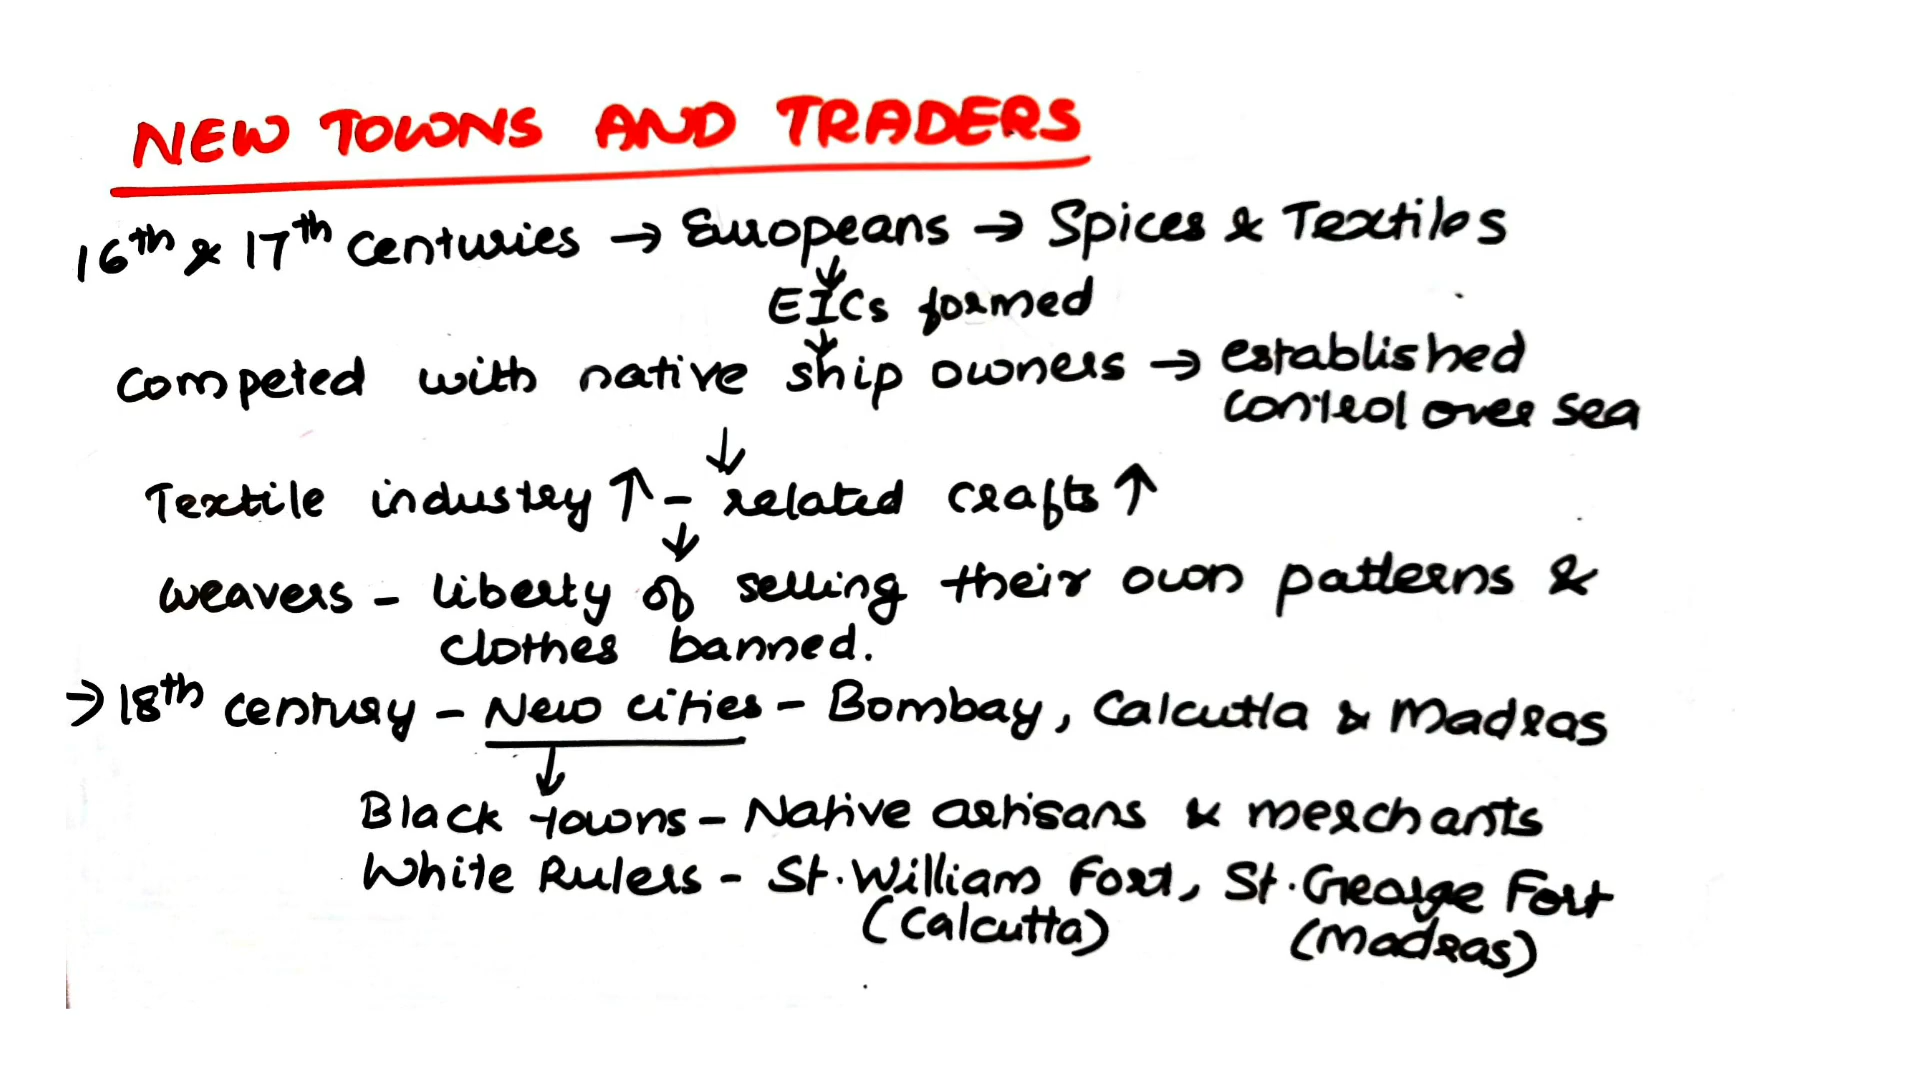 NEW TOWNS AND TRADERS
16th & 17th centuries → Europeans → Spices & Textiles
↓
EICs formed
↓
competed with native ship owners → established
control over sea
↓
Textile industry ↑ - related crafts ↑
↓
weavers - liberty of selling their own patterns &
clothes banned.
→ 18th century - New cities - Bombay, Calcutta & Madras
↓
Black towns - Native artisans & merchants
White Rulers - St. William Fort, St. George Fort
(Calcutta) (Madras)